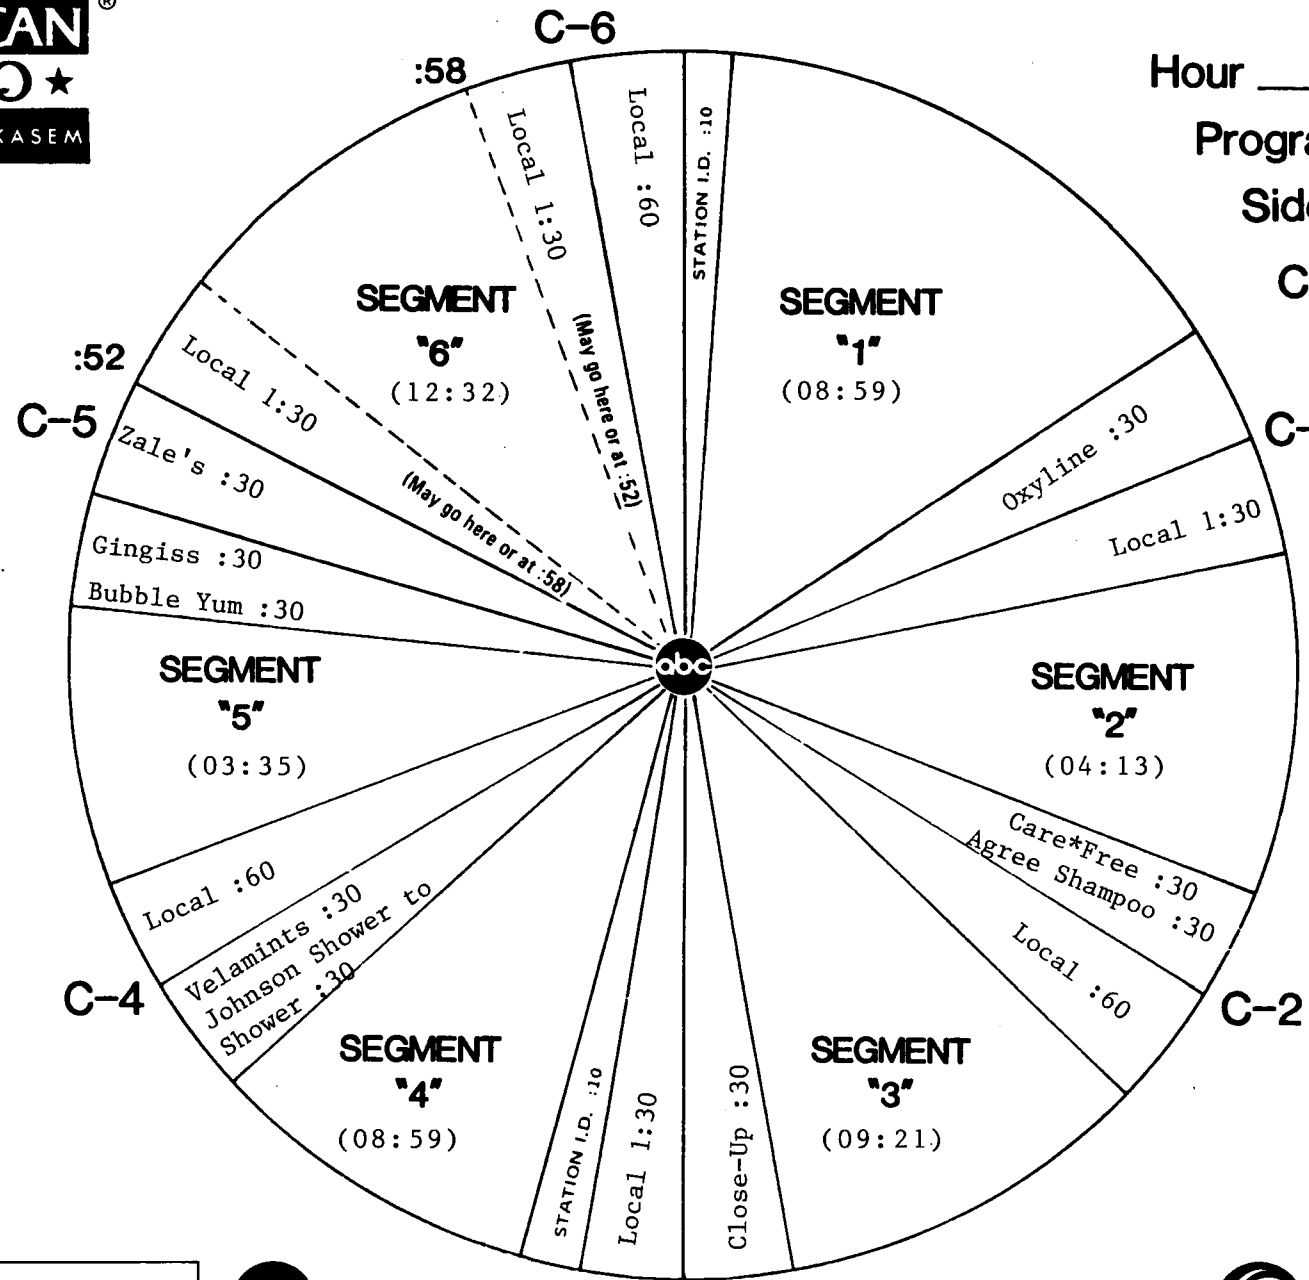 ®
CAN
★
KASEM
Hour
C-6
:58
Local 1:30
(May go here or at :52)
Local :60
STATION I.D. :10
SEGMENT
"1"
(08:59)
Oxyline :30
Local 1:30
SEGMENT
"2"
(04:13)
Care*Free :30
Agree Shampoo :30
C-2
Local :60
SEGMENT
"3"
(09:21)
Close-Up :30
Local 1:30
STATION I.D. :10
SEGMENT
"4"
(08:59)
Velamints :30
Johnson Shower to
Shower :30
C-4
Local :60
SEGMENT
"5"
(03:35)
Bubble Yum :30
Gingiss :30
Zale's :30
C-5
:52
Local 1:30
(May go here or at :58)
SEGMENT
"6"
(12:32)
abc